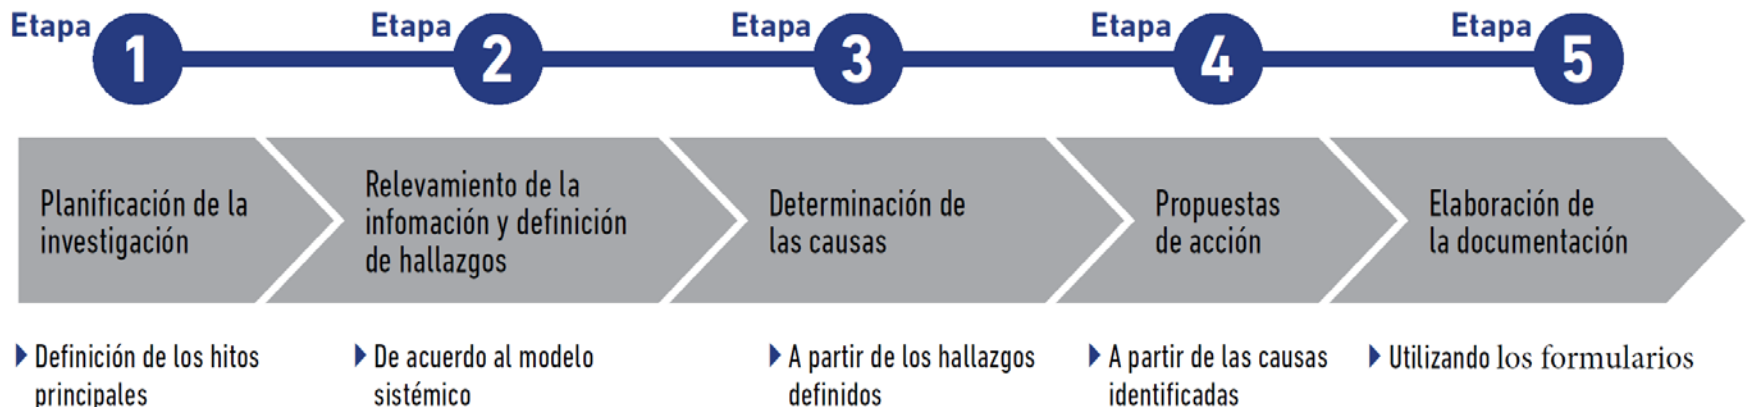 Etapa 1
Etapa 2
Etapa 3
Etapa 4
Etapa 5
Planificación de la
investigación
Relevamiento de la
infomación y definición
de hallazgos
Determinación de
las causas
Propuestas
de acción
Elaboración de
la documentación
Definición de los hitos
principales
De acuerdo al modelo
sistémico
A partir de los hallazgos
definidos
A partir de las causas
identificadas
Utilizando los formularios